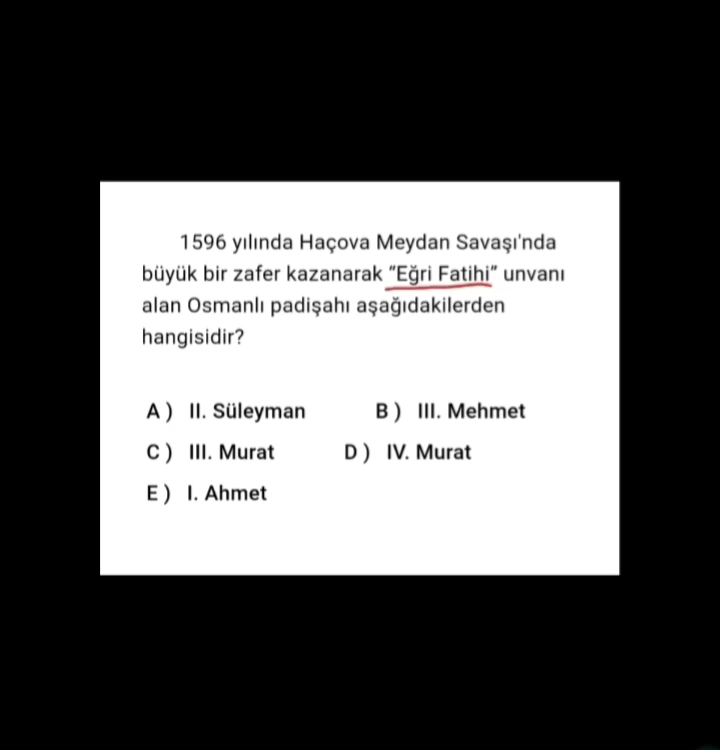 1596 yılında Haçova Meydan Savaşı'nda
büyük bir zafer kazanarak “Eğri Fatihi” unvanı
alan Osmanlı padişahı aşağıdakilerden
hangisidir?
A ) II. Süleyman B ) III. Mehmet
C ) III. Murat D ) IV. Murat
E ) I. Ahmet